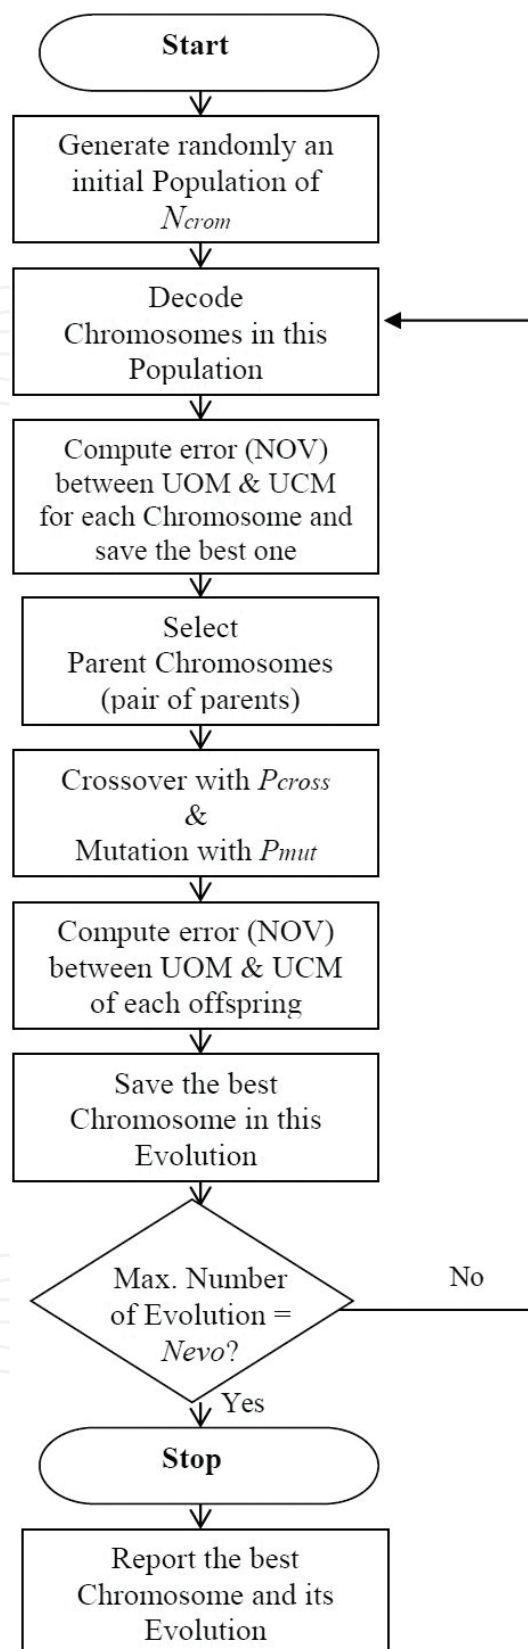 Start
Generate randomly an
initial Population of
Ncrom
Decode
Chromosomes in this
Population
Compute error (NOV)
between UOM & UCM
for each Chromosome and
save the best one
Select
Parent Chromosomes
(pair of parents)
Crossover with Pcross
&
Mutation with Pmut
Compute error (NOV)
between UOM & UCM
of each offspring
Save the best
Chromosome in this
Evolution
Max. Number
of Evolution =
Nevo?
No
Yes
Stop
Report the best
Chromosome and its
Evolution